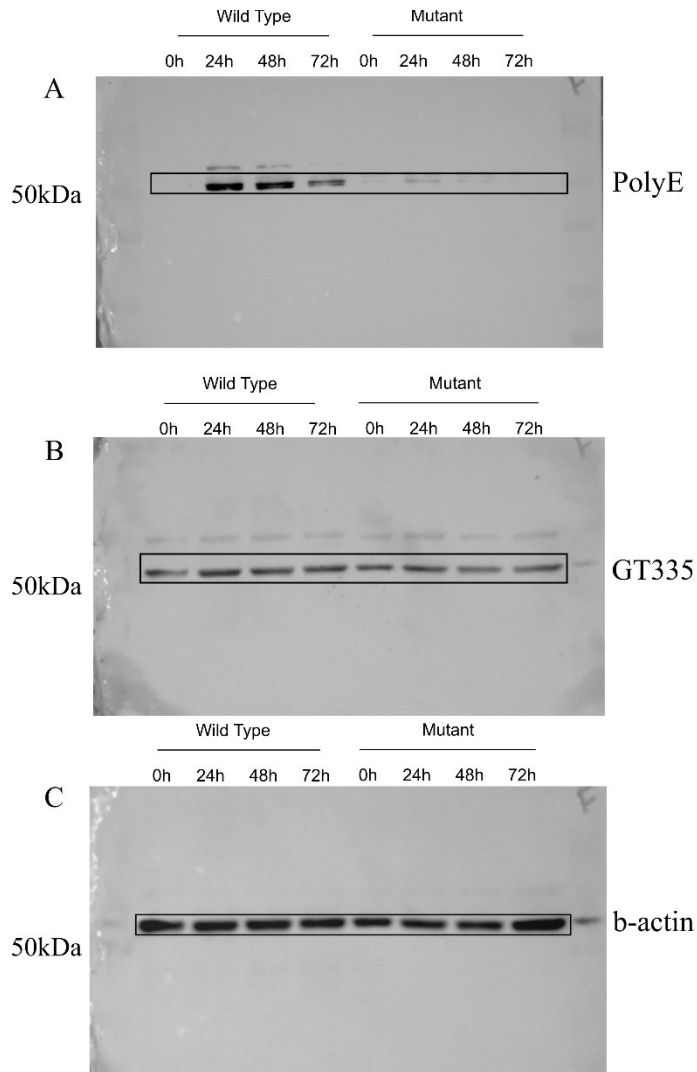 Wild Type Mutant
0h 24h 48h 72h 0h 24h 48h 72h
A
50kDa PolyE
Wild Type Mutant
0h 24h 48h 72h 0h 24h 48h 72h
B
50kDa GT335
Wild Type Mutant
0h 24h 48h 72h 0h 24h 48h 72h
C
50kDa b-actin